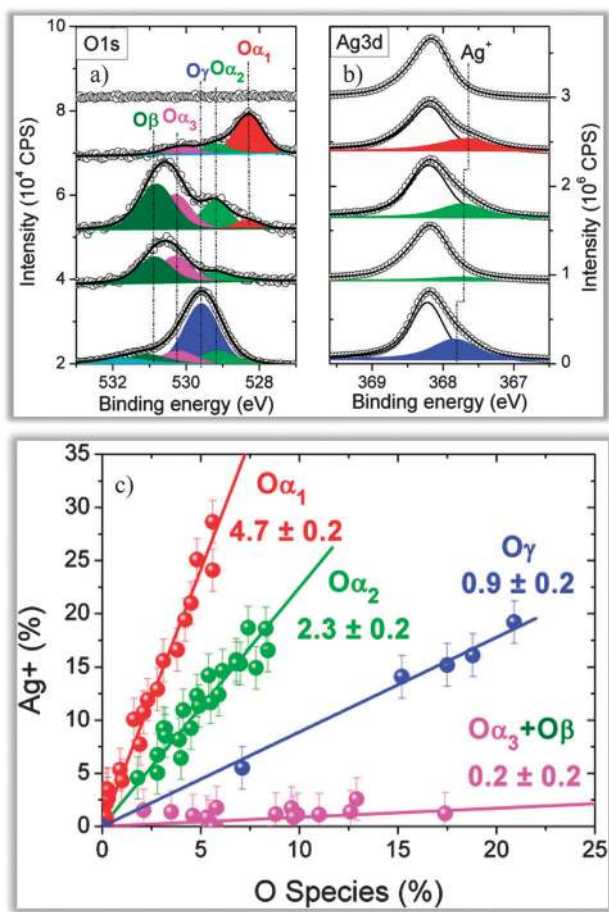 O1s
a)
Oα₁
Oγ Oα₂
Oβ Oα₃
10
8
6
4
2
Intensity (10⁴ CPS)
532 530 528
Binding energy (eV)
Ag3d
b)
Ag⁺
3
2
1
0
Intensity (10⁶ CPS)
369 368 367
Binding energy (eV)
c)
35
30
25
20
15
10
5
0
Ag+ (%)
Oα₁
4.7 ± 0.2
Oα₂
2.3 ± 0.2
Oγ
0.9 ± 0.2
Oα₃+Oβ
0.2 ± 0.2
0 5 10 15 20 25
O Species (%)